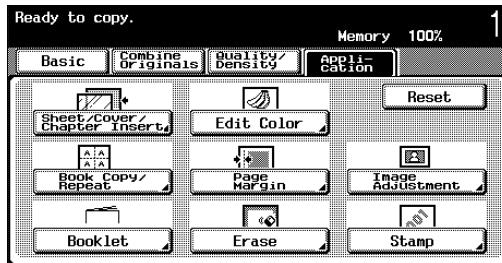 Ready to copy.
1
Memory 100%
Basic
Combine
Originals
Quality/
Density
Appli-
cation
Sheet/Cover/
Chapter Insert
Edit Color
Reset
A A
A A
Book Copy/
Repeat
Page
Margin
Image
Adjustment
001
Booklet
Erase
Stamp